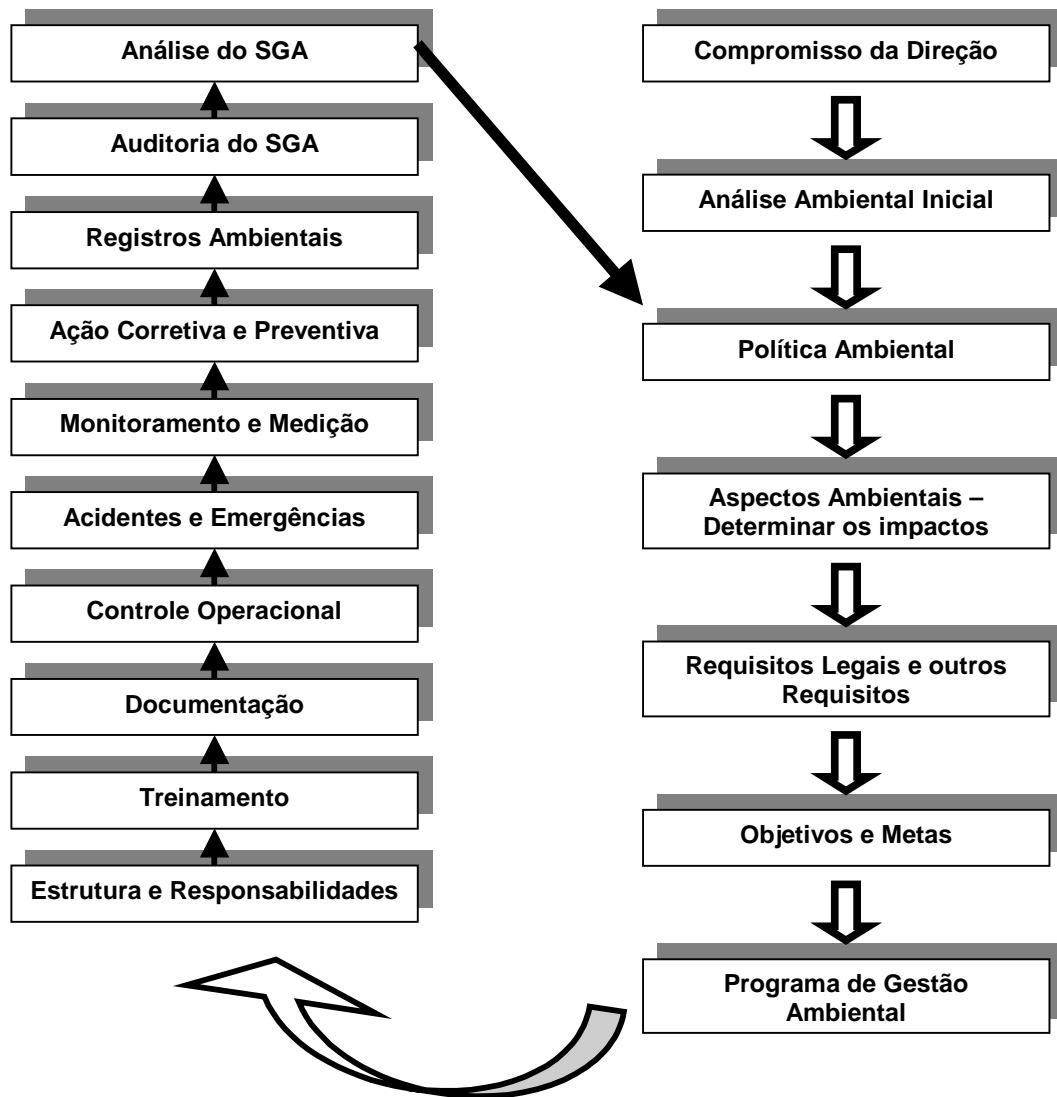 Análise do SGA
Auditoria do SGA
Registros Ambientais
Ação Corretiva e Preventiva
Monitoramento e Medição
Acidentes e Emergências
Controle Operacional
Documentação
Treinamento
Estrutura e Responsabilidades
Compromisso da Direção
Análise Ambiental Inicial
Política Ambiental
Aspectos Ambientais –
Determinar os impactos
Requisitos Legais e outros
Requisitos
Objetivos e Metas
Programa de Gestão
Ambiental